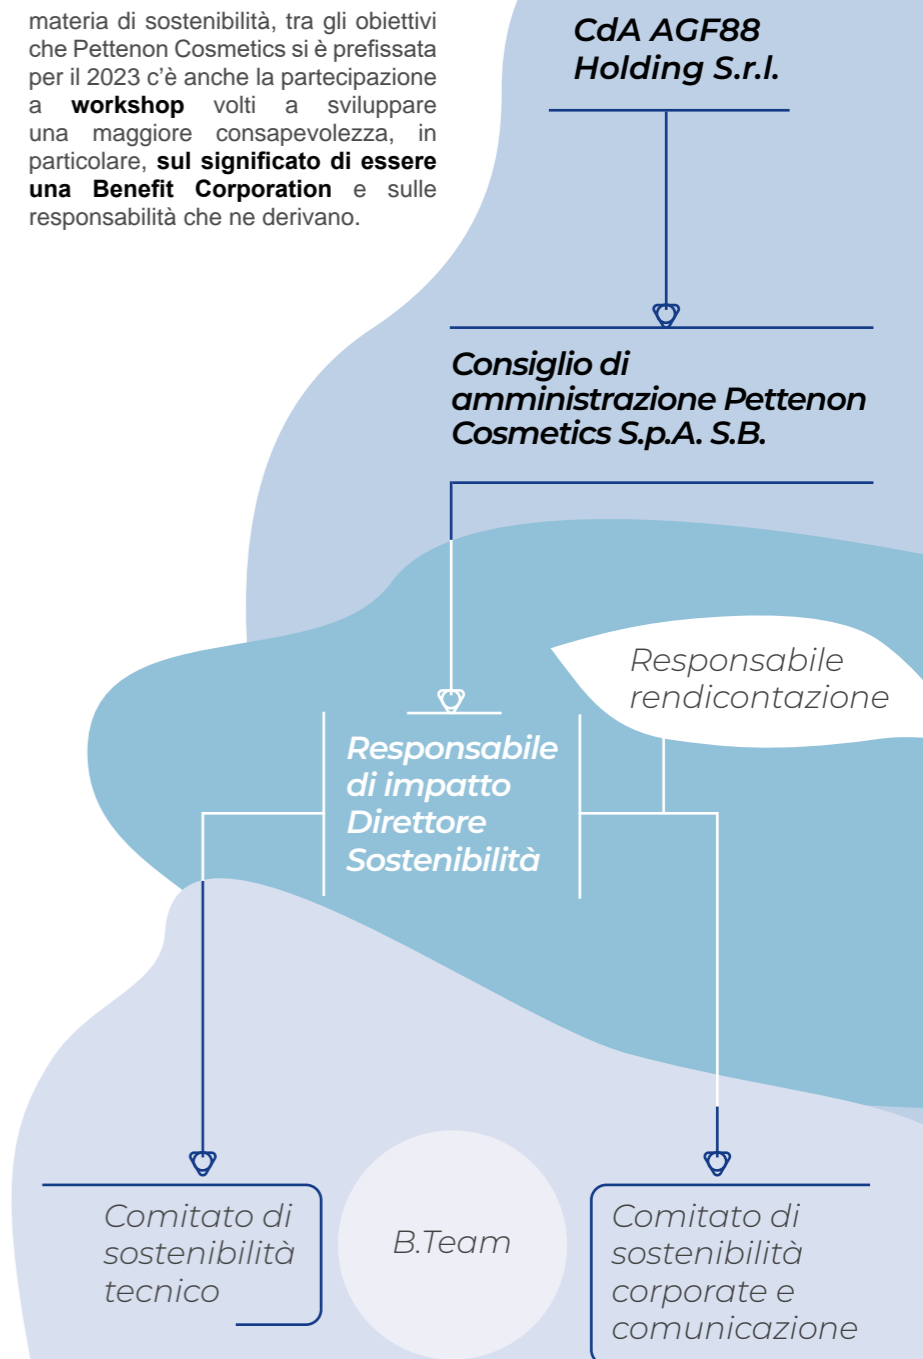 materia di sostenibilità, tra gli obiettivi
che Pettenon Cosmetics si è prefissata
per il 2023 c’è anche la partecipazione
a workshop volti a sviluppare
una maggiore consapevolezza, in
particolare, sul significato di essere
una Benefit Corporation e sulle
responsabilità che ne derivano.
CdA AGF88
Holding S.r.l.
Consiglio di
amministrazione Pettenon
Cosmetics S.p.A. S.B.
Responsabile
rendicontazione
Responsabile
di impatto
Direttore
Sostenibilità
Comitato di
sostenibilità
tecnico
B.Team
Comitato di
sostenibilità
corporate e
comunicazione